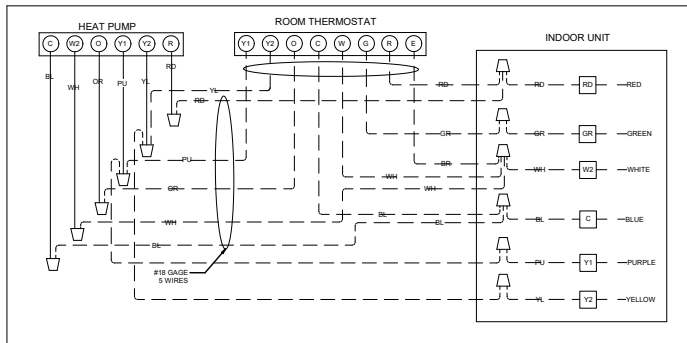 HEAT PUMP
ROOM THERMOSTAT
INDOOR UNIT
C W2 O Y1 Y2 R
Y1 Y2 O C W G R E
RD
BL
WH
OR
PU
YL
YL
RD
RD
RD
RD
RED
GR
GR
GR
GREEN
BR
PU
WH
WH
W2
WHITE
OR
WH
WH
BL
BL
BL
C
BLUE
BL
#18 GAGE
5 WIRES
PU
Y1
PURPLE
YL
Y2
YELLOW